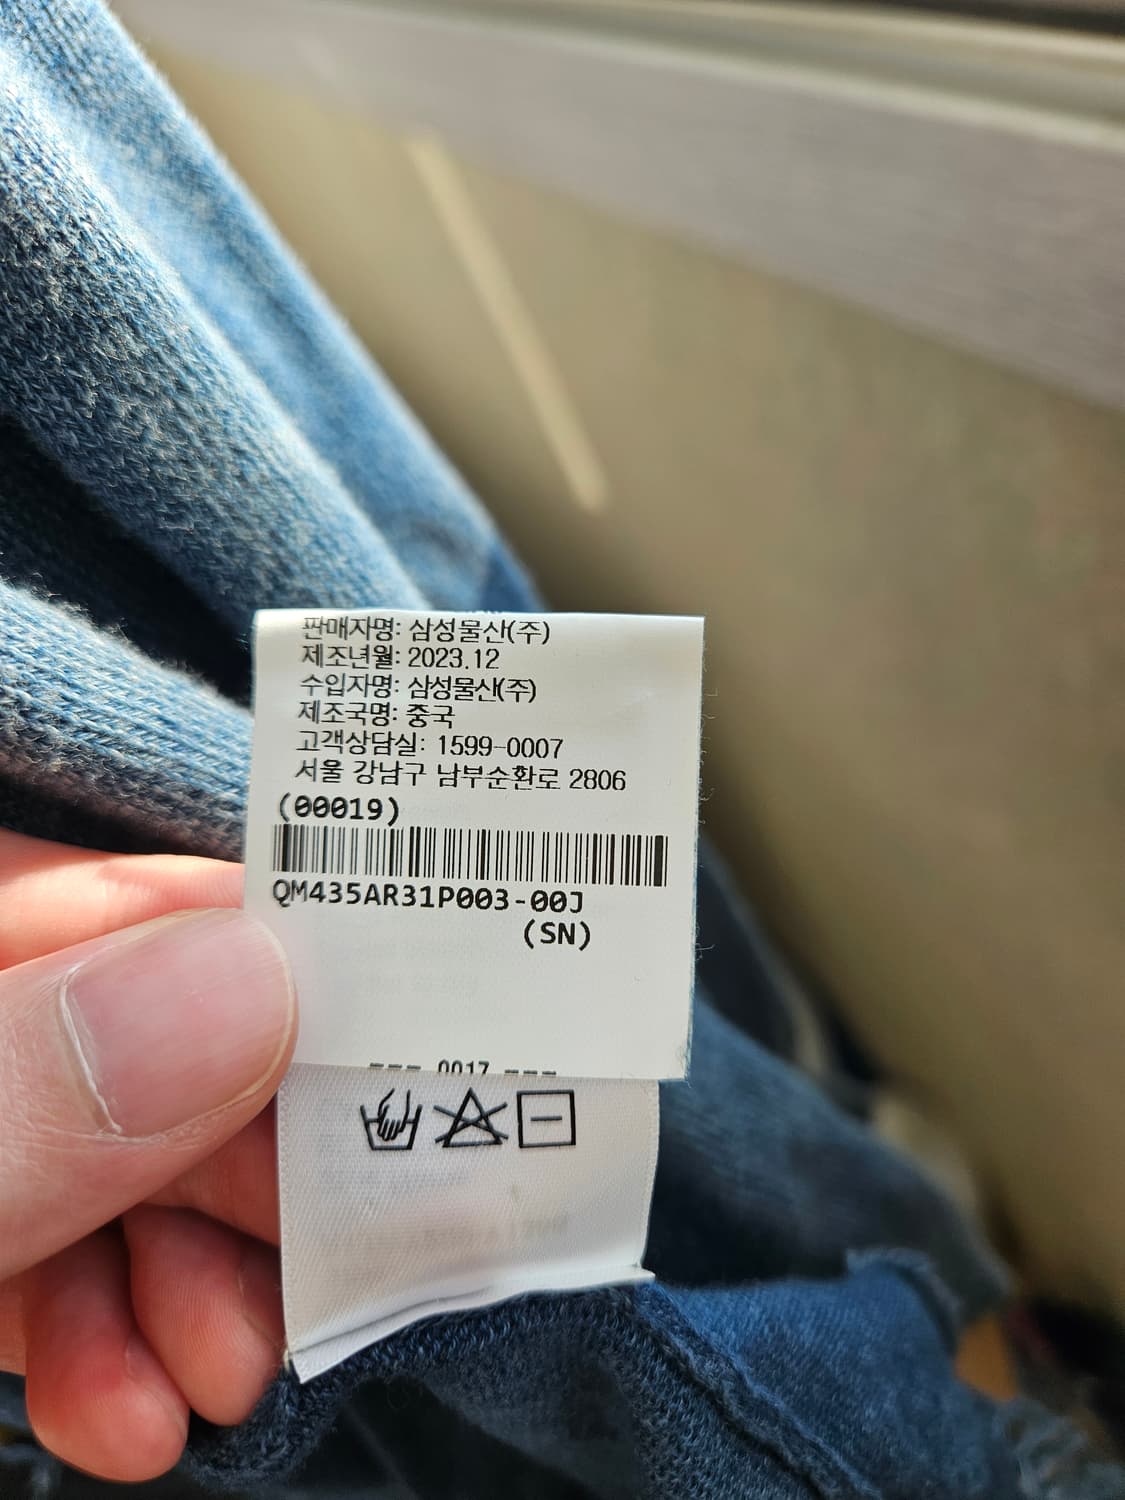 판매자명: 삼성물산(주)
제조년월: 2023.12
수입자명: 삼성물산(주)
제조국명: 중국
고객상담실: 1599-0007
서울 강남구 남부순환로 2806
(00019)
QM435AR31P003-00J
(SN)
--- 0017 ---